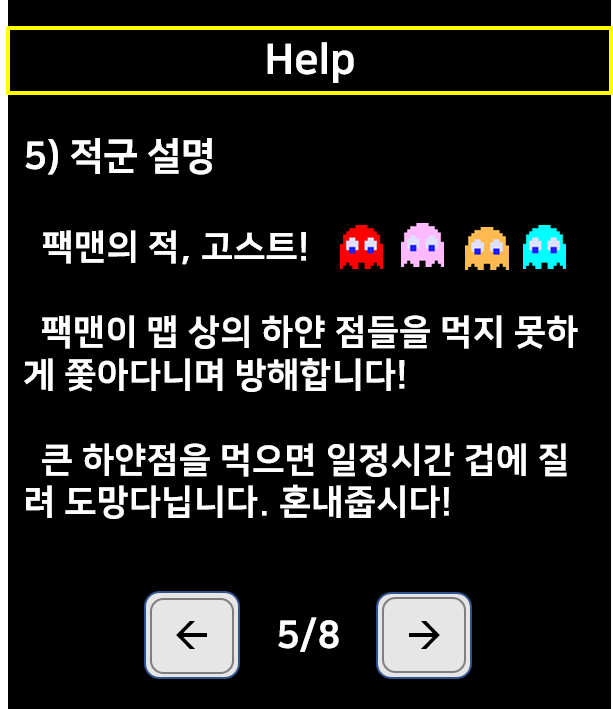 Help
5) 적군 설명
팩맨의 적, 고스트!
팩맨이 맵 상의 하얀 점들을 먹지 못하
게 쫓아다니며 방해합니다!
큰 하얀점을 먹으면 일정시간 겁에 질
려 도망다닙니다. 혼내줍시다!
← 5/8 →